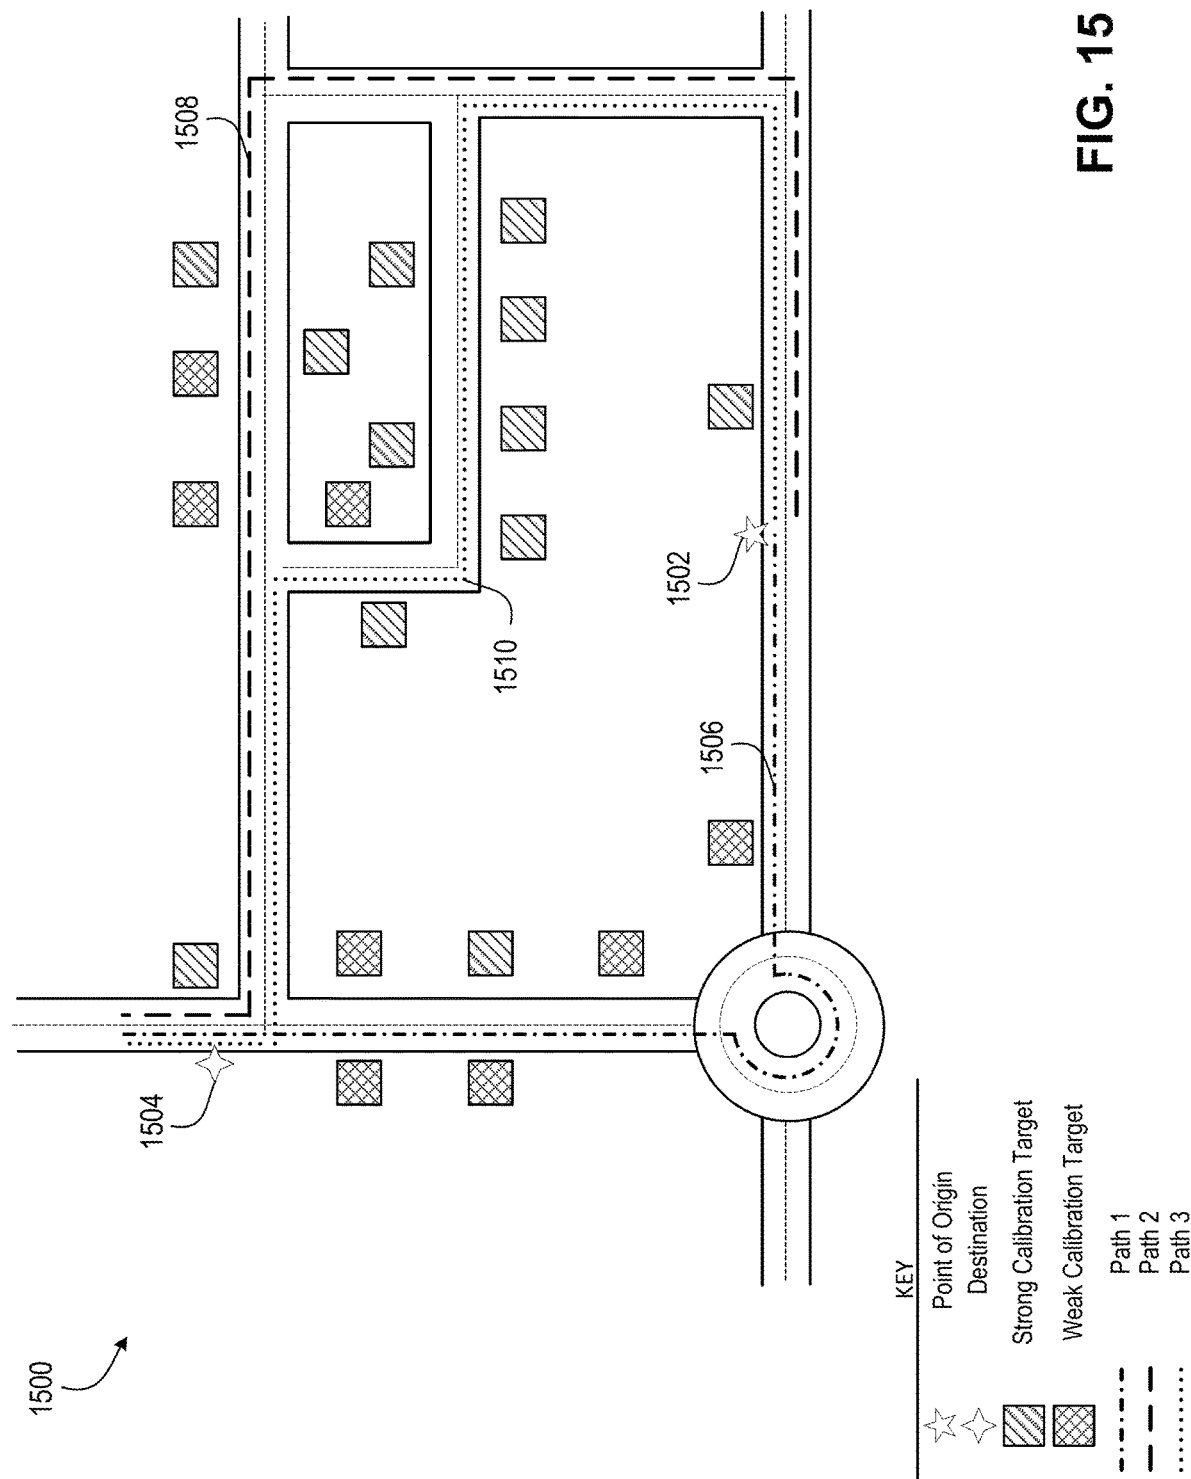 1500
1504
1508
1510
1502
1506
KEY
Point of Origin
Destination
Strong Calibration Target
Weak Calibration Target
Path 1
Path 2
Path 3
FIG. 15